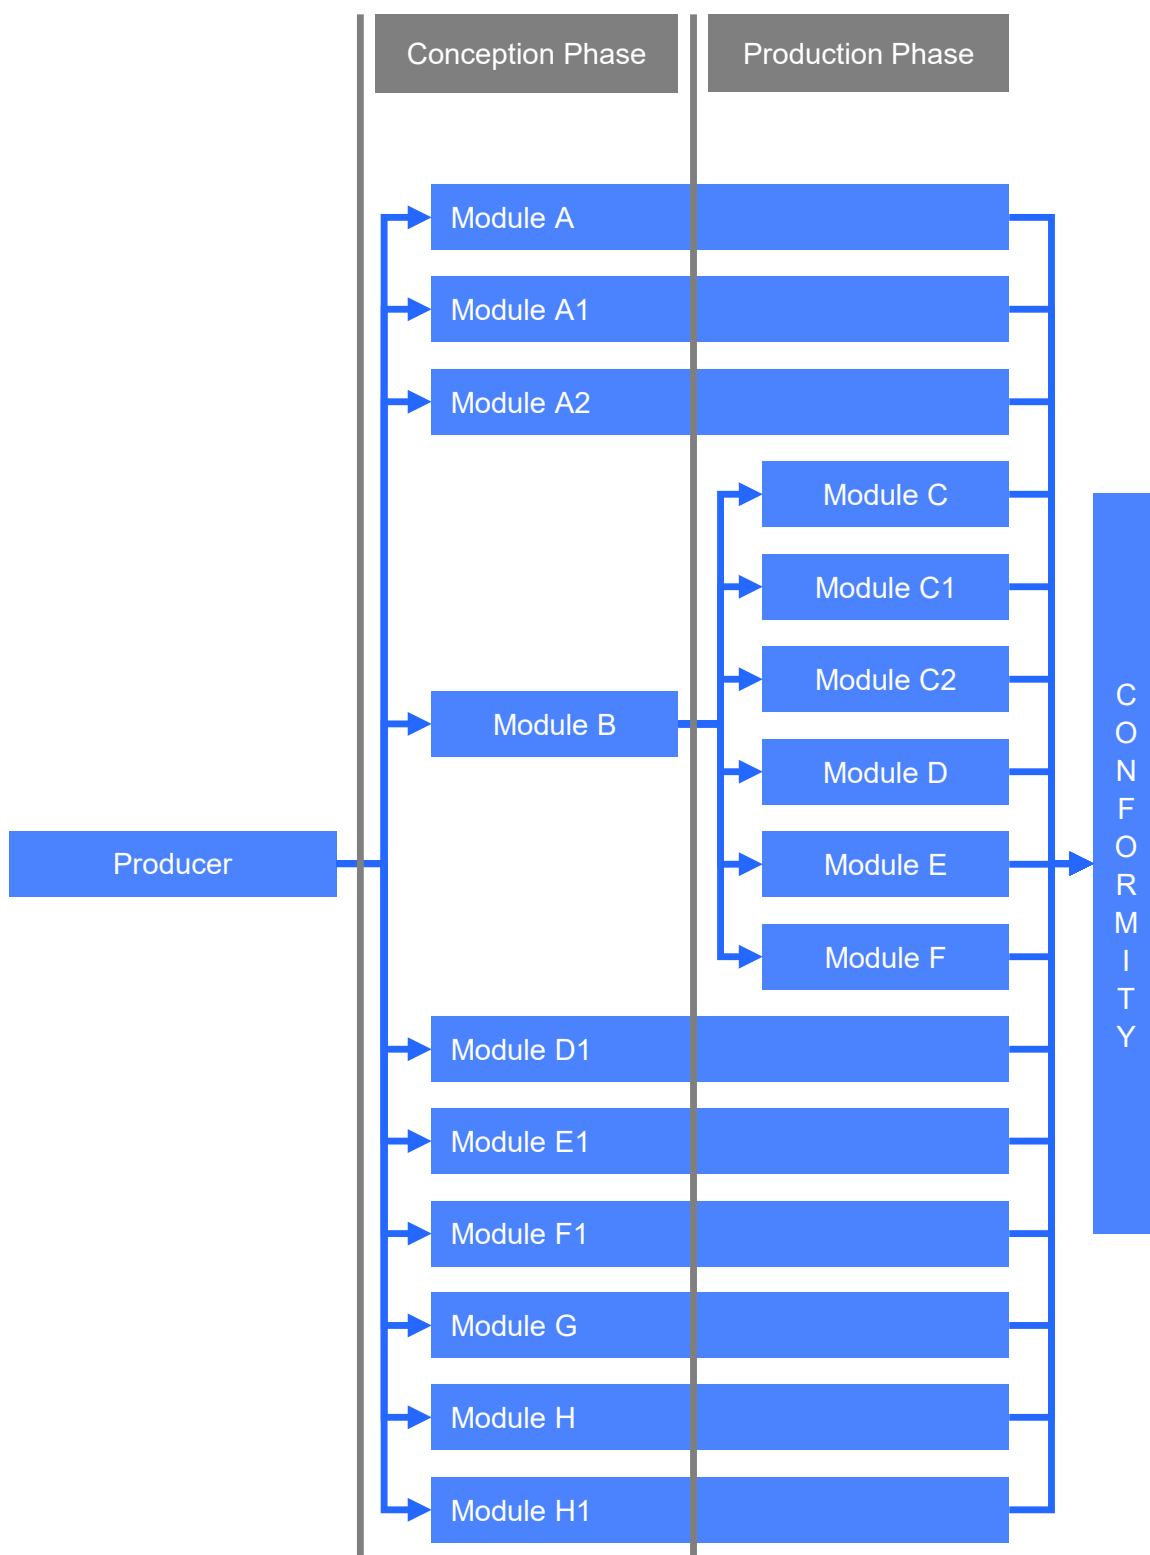 Conception Phase
Production Phase
Module A
Module A1
Module A2
Module C
Module C1
Module C2
Module B
Module D
Producer
Module E
Module F
CONFORMITY
Module D1
Module E1
Module F1
Module G
Module H
Module H1